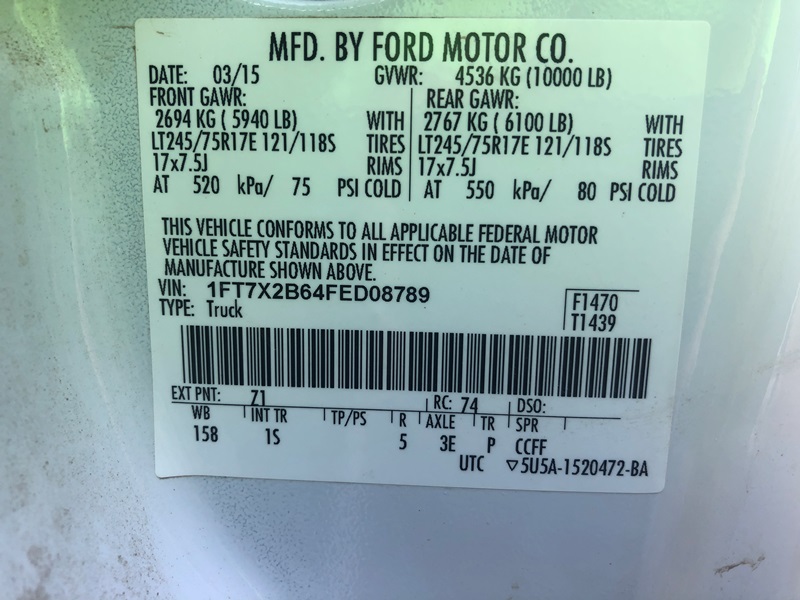 MFD. BY FORD MOTOR CO.
DATE: 03/15 GVWR: 4536 KG (10000 LB)
FRONT GAWR: REAR GAWR:
2694 KG ( 5940 LB) WITH 2767 KG ( 6100 LB) WITH
LT245/75R17E 121/118S TIRES LT245/75R17E 121/118S TIRES
17x7.5J RIMS 17x7.5J RIMS
AT 520 kPa/ 75 PSI COLD AT 550 kPa/ 80 PSI COLD
THIS VEHICLE CONFORMS TO ALL APPLICABLE FEDERAL MOTOR
VEHICLE SAFETY STANDARDS IN EFFECT ON THE DATE OF
MANUFACTURE SHOWN ABOVE.
VIN: 1FT7X2B64FED08789 F1470
TYPE: Truck T1439
EXT PNT: 71 RC: 74 DSO:
WB INT TR TP/PS R AXLE TR SPR
158 1S 5 3E P CCFF
UTC ▽5U5A-1520472-BA